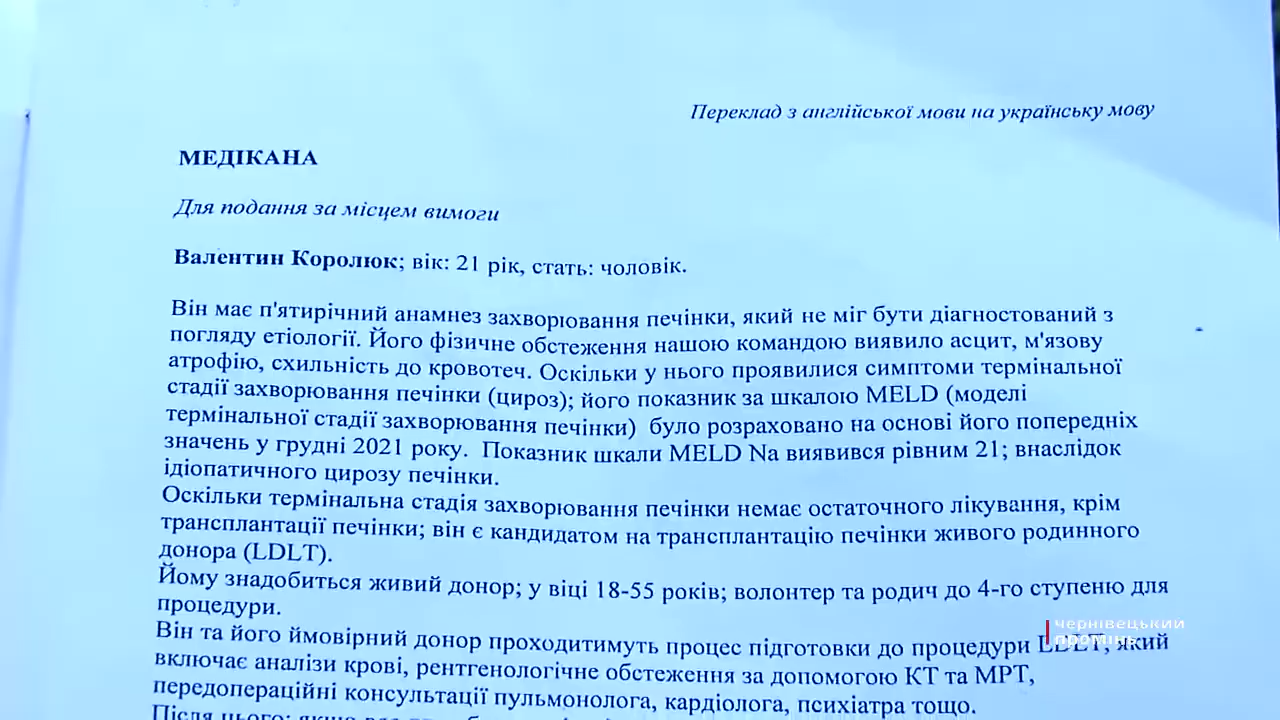 Переклад з англійської мови на українську мову
МЕДІКАНА
Для подання за місцем вимоги
Валентин Королюк; вік: 21 рік, стать: чоловік.
Він має п'ятирічний анамнез захворювання печінки, який не міг бути діагностований з
погляду етіології. Його фізичне обстеження нашою командою виявило асцит, м'язову
атрофію, схильність до кровотеч. Оскільки у нього проявилися симптоми термінальної
стадії захворювання печінки (цироз); його показник за шкалою MELD (моделі
термінальної стадії захворювання печінки) було розраховано на основі його попередніх
значень у грудні 2021 року. Показник шкали MELD Na виявився рівним 21; внаслідок
ідіопатичного цирозу печінки.
Оскільки термінальна стадія захворювання печінки немає остаточного лікування, крім
трансплантації печінки; він є кандидатом на трансплантацію печінки живого родинного
донора (LDLT).
Йому знадобиться живий донор; у віці 18-55 років; волонтер та родич до 4-го ступеню для
процедури.
Він та його ймовірний донор проходитимуть процес підготовки до процедури LDLT, який
включає аналізи крові, рентгенологічне обстеження за допомогою КТ та МРТ,
передопераційні консультації пульмонолога, кардіолога, психіатра тощо.
Після цього; якщо
чернівецький
промінь